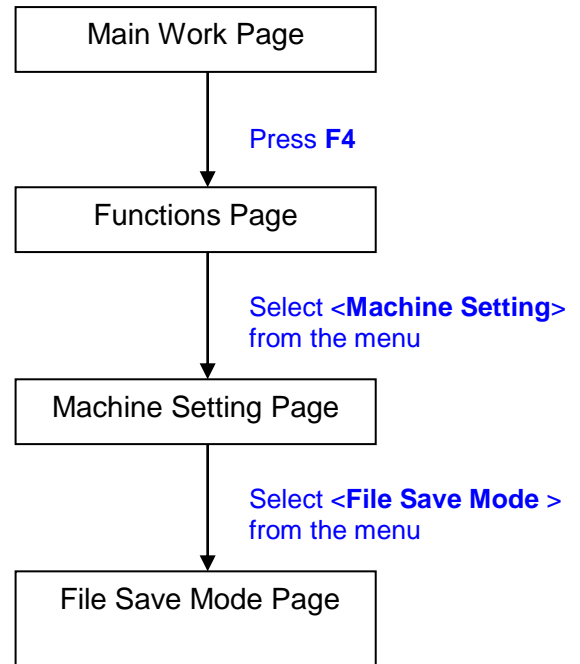 Main Work Page
Press F4
Functions Page
Select <Machine Setting>
from the menu
Machine Setting Page
Select <File Save Mode >
from the menu
File Save Mode Page